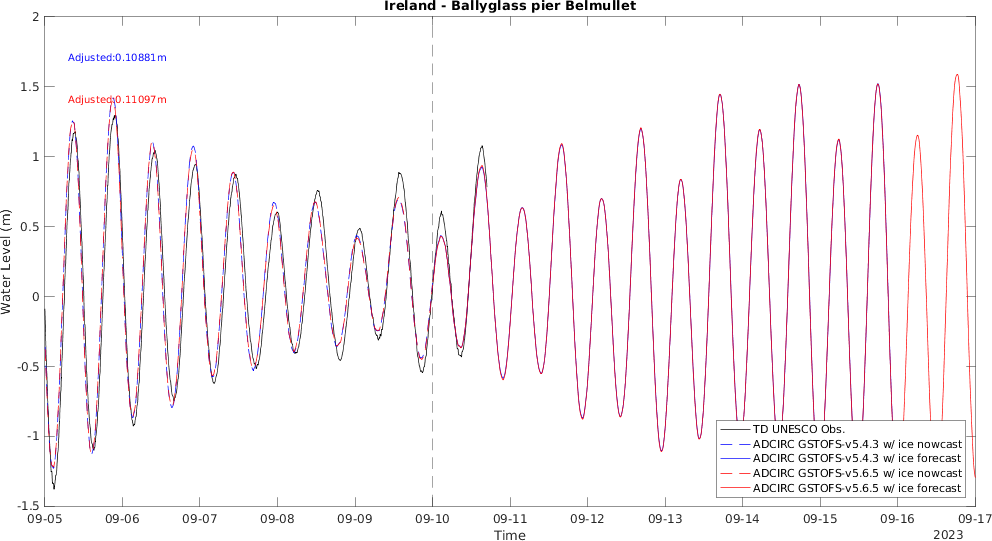 Ireland - Ballyglass pier Belmullet
Adjusted:0.10881m
Adjusted:0.11097m
Water Level (m)
2
1.5
1
0.5
0
-0.5
-1
-1.5
TD UNESCO Obs.
ADCIRC GSTOFS-v5.4.3 w/ ice nowcast
ADCIRC GSTOFS-v5.4.3 w/ ice forecast
ADCIRC GSTOFS-v5.6.5 w/ ice nowcast
ADCIRC GSTOFS-v5.6.5 w/ ice forecast
09-05 09-06 09-07 09-08 09-09 09-10 09-11 09-12 09-13 09-14 09-15 09-16 09-17
Time
2023